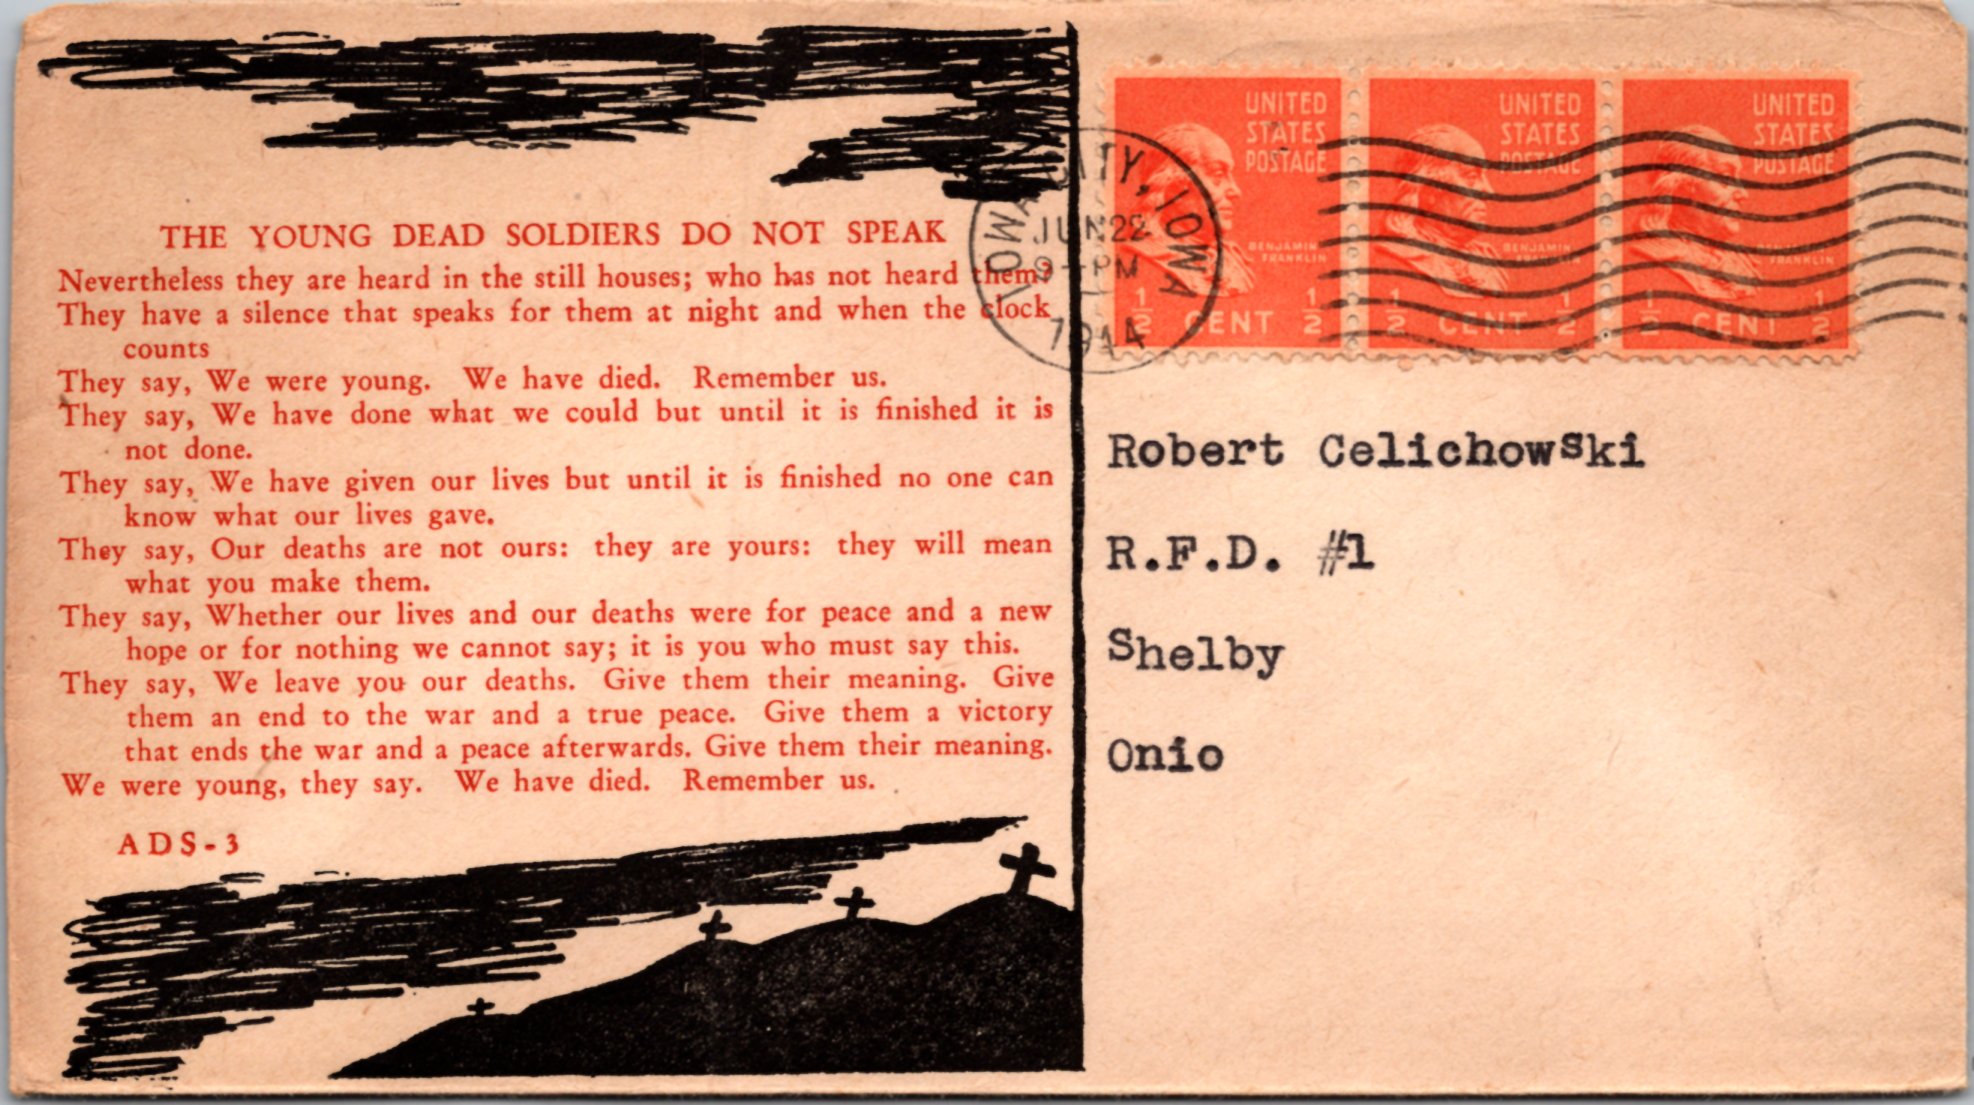 THE YOUNG DEAD SOLDIERS DO NOT SPEAK
Nevertheless they are heard in the still houses; who has not heard them?
They have a silence that speaks for them at night and when the clock
counts
They say, We were young. We have died. Remember us.
They say, We have done what we could but until it is finished it is
not done.
They say, We have given our lives but until it is finished no one can
know what our lives gave.
They say, Our deaths are not ours: they are yours: they will mean
what you make them.
They say, Whether our lives and our deaths were for peace and a new
hope or for nothing we cannot say; it is you who must say this.
They say, We leave you our deaths. Give them their meaning. Give
them an end to the war and a true peace. Give them a victory
that ends the war and a peace afterwards. Give them their meaning.
We were young, they say. We have died. Remember us.
ADS-3
IOWA CITY, IOWA
JUN 22
9-PM
1944
UNITED
STATES
POSTAGE
BENJAMIN
FRANKLIN
½ CENT ½
UNITED
STATES
POSTAGE
BENJAMIN
FRANKLIN
½ CENT ½
UNITED
STATES
POSTAGE
BENJAMIN
FRANKLIN
½ CENT ½
Robert Celichowski
R.F.D. #1
Shelby
Onio